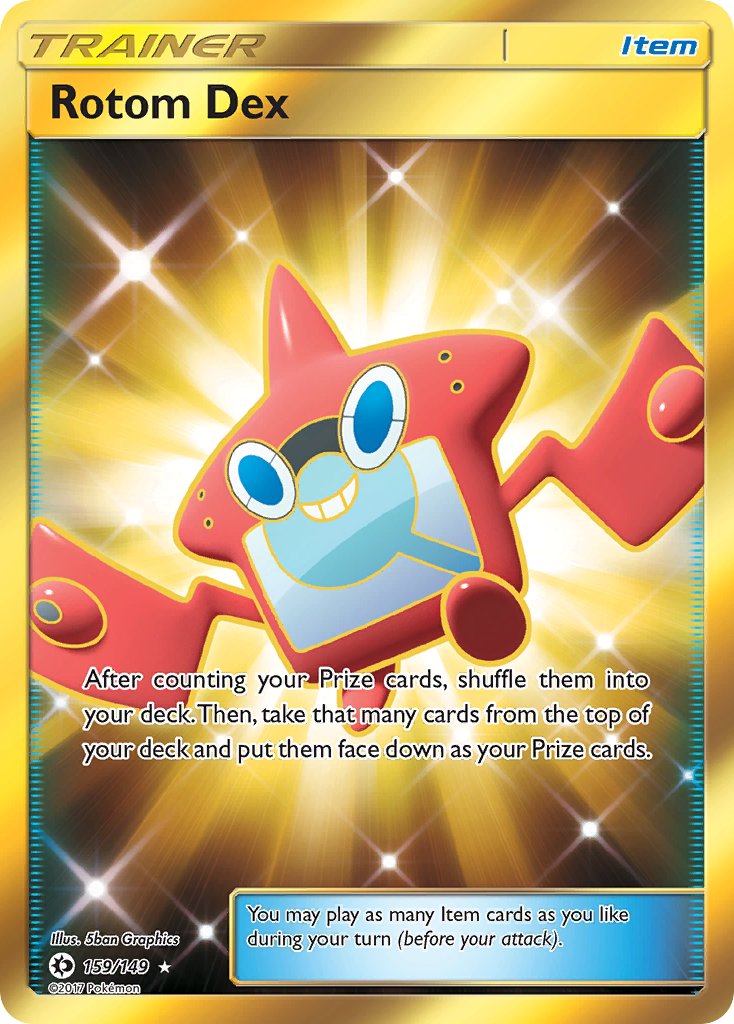 TRAINER
Item
Rotom Dex
After counting your Prize cards, shuffle them into
your deck. Then, take that many cards from the top of
your deck and put them face down as your Prize cards.
You may play as many Item cards as you like
during your turn (before your attack).
Illus. 5ban Graphics
159/149 ★
©2017 Pokémon